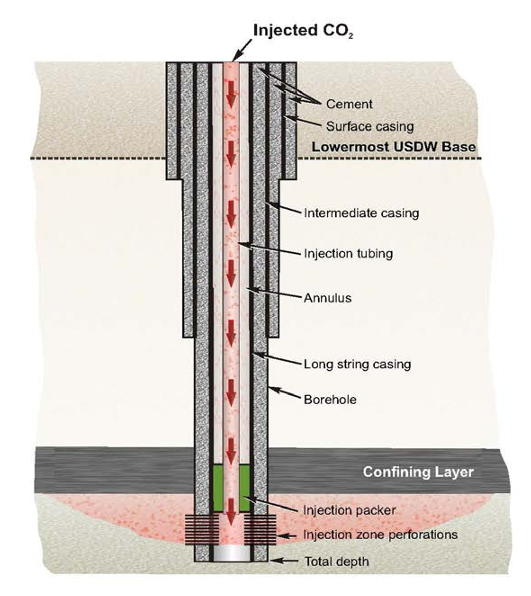 Injected CO₂
Cement
Surface casing
Lowermost USDW Base
Intermediate casing
Injection tubing
Annulus
Long string casing
Borehole
Confining Layer
Injection packer
Injection zone perforations
Total depth